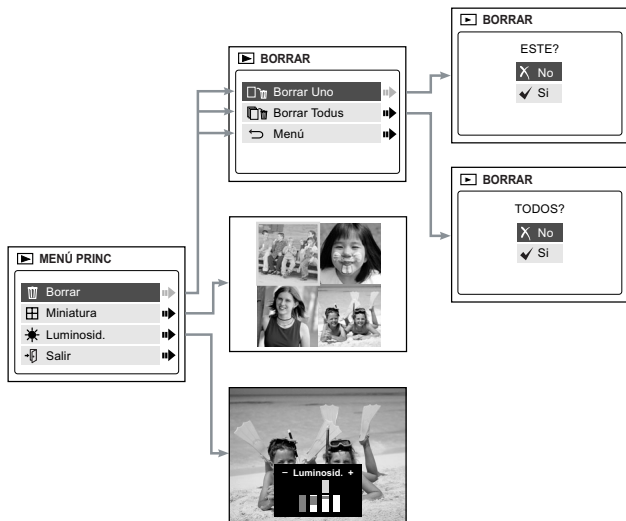 BORRAR
ESTE?
No
Si
BORRAR
Borrar Uno
Borrar Todus
Menú
BORRAR
TODOS?
No
Si
MENÚ PRINC
Borrar
Miniatura
Luminosid.
Salir
– Luminosid. +